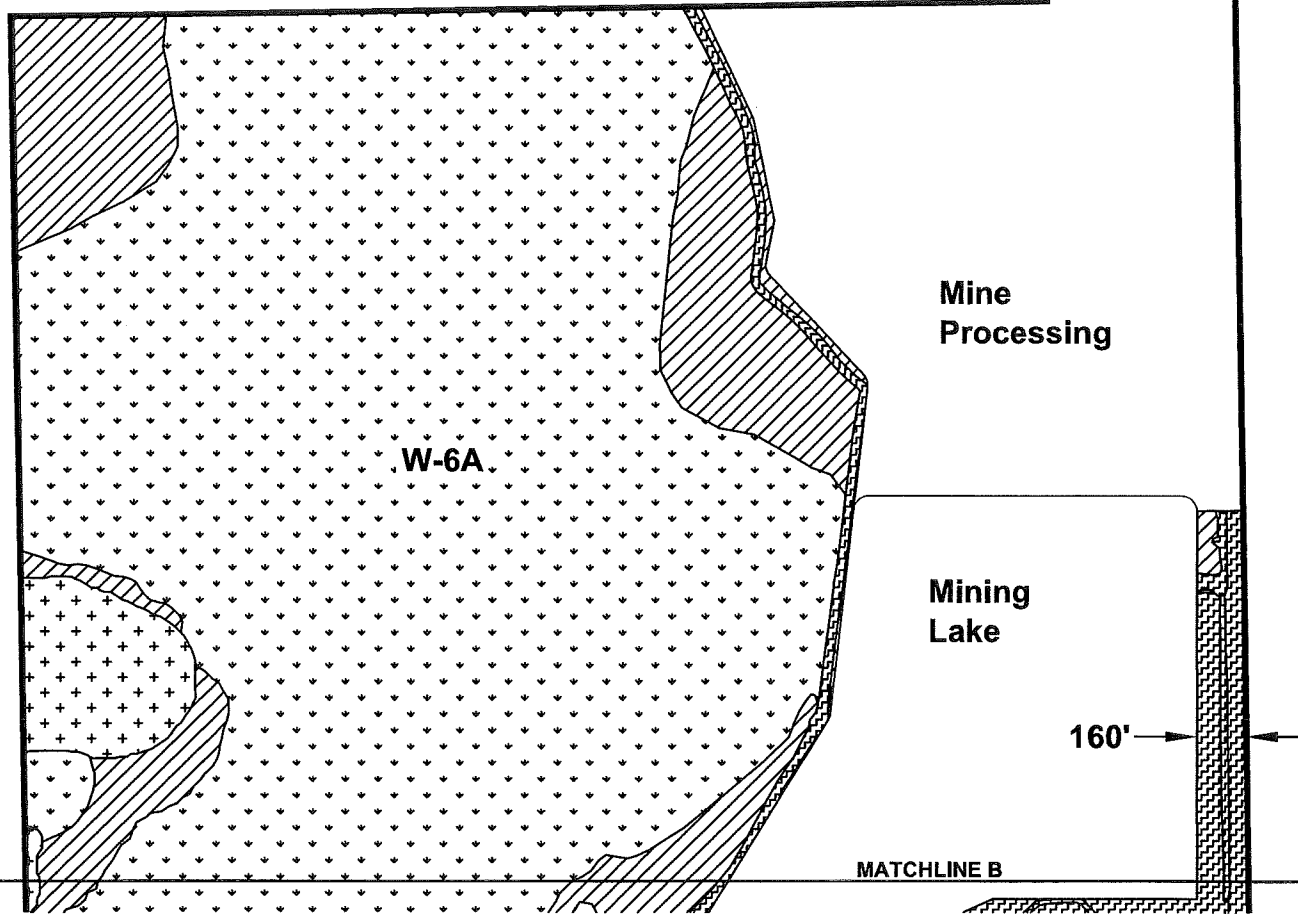 Mine
Processing
W-6A
Mining
Lake
160'
MATCHLINE B